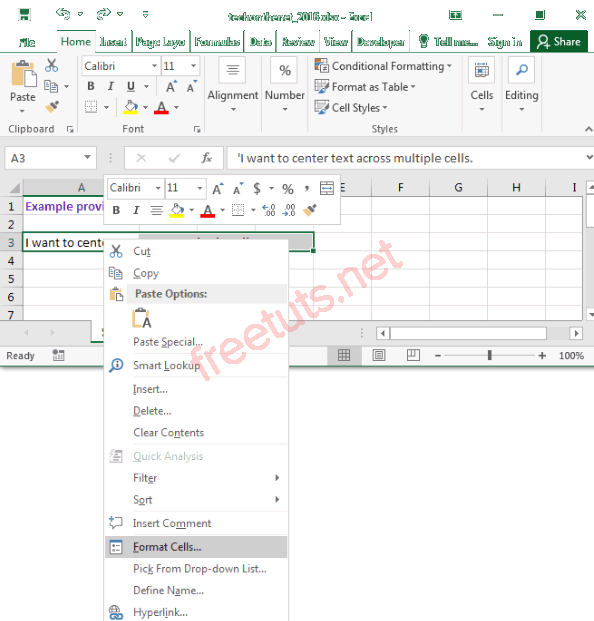 techonthenet_2016.xlsx - Excel
File Home Insert Page Layo Formulas Data Review View Developer Tell me... Sign in Share
Paste
Calibri 11
B I U A A
A
Alignment
%
Number
Conditional Formatting
Format as Table
Cell Styles
Cells
Editing
Clipboard Font Styles
A3 fx 'I want to center text across multiple cells.
Calibri 11 A A $ % ,
B I A .00 .0
A E F G H I
1 Example provi
2
3 I want to cente
4
5
6
7
Cut
Copy
Paste Options:
A
Paste Special...
Smart Lookup
Insert...
Delete...
Clear Contents
Quick Analysis
Filter
Sort
Insert Comment
Format Cells...
Pick From Drop-down List...
Define Name...
Hyperlink...
S
Ready 100%
freetuts.net